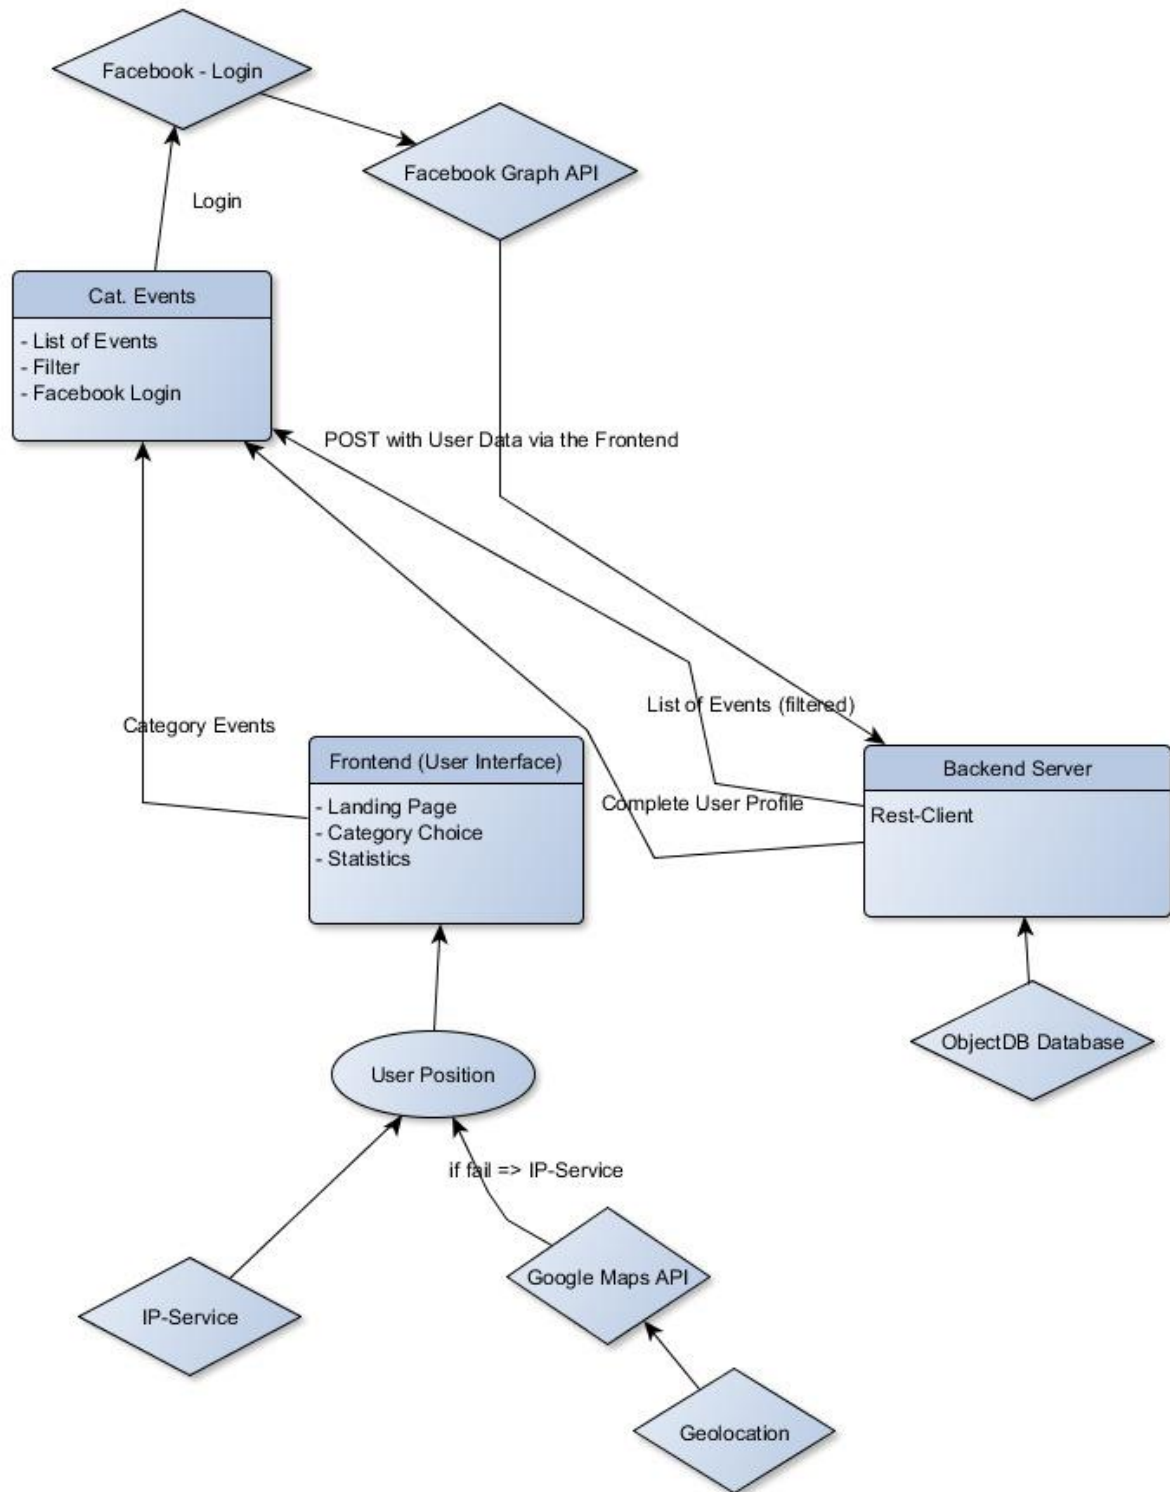 Facebook - Login
Facebook Graph API
Login
Cat. Events
- List of Events
- Filter
- Facebook Login
POST with User Data via the Frontend
List of Events (filtered)
Category Events
Frontend (User Interface)
- Landing Page
- Category Choice
- Statistics
Complete User Profile
Backend Server
Rest-Client
ObjectDB Database
User Position
if fail => IP-Service
Google Maps API
IP-Service
Geolocation